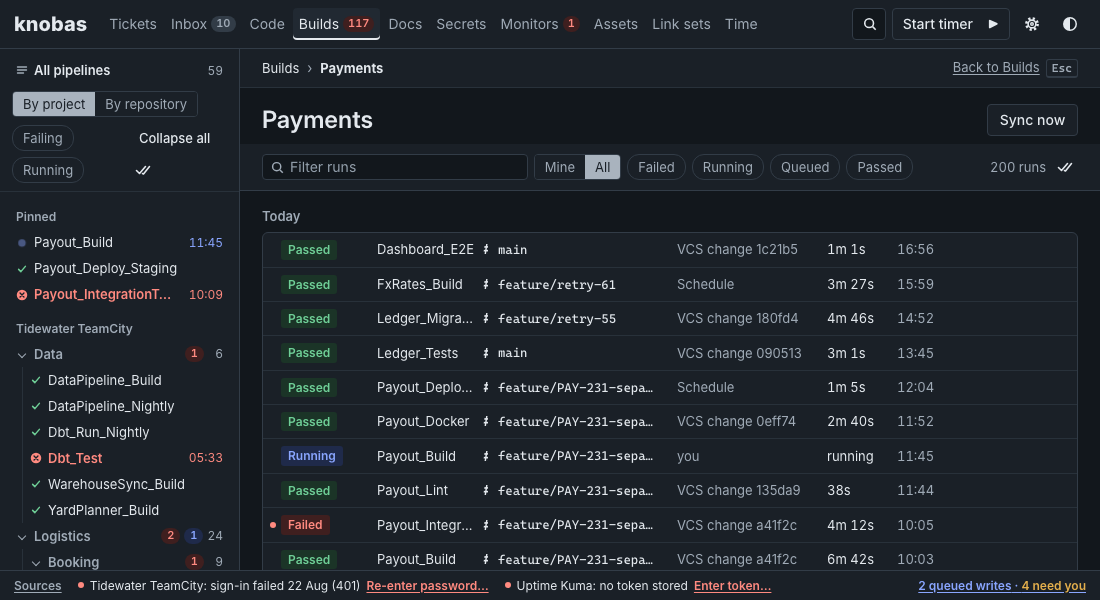 knobas Tickets Inbox 10 Code Builds 117 Docs Secrets Monitors 1 Assets Link sets Time Start timer
All pipelines 59
By project By repository
Failing Collapse all
Running
Pinned
Payout_Build 11:45
Payout_Deploy_Staging
Payout_IntegrationT... 10:09
Tidewater TeamCity
Data 1 6
DataPipeline_Build
DataPipeline_Nightly
Dbt_Run_Nightly
Dbt_Test 05:33
WarehouseSync_Build
YardPlanner_Build
Logistics 2 1 24
Booking 1 9
Builds › Payments Back to Builds Esc
Payments Sync now
Filter runs Mine All Failed Running Queued Passed 200 runs
Today
Passed Dashboard_E2E main VCS change 1c21b5 1m 1s 16:56
Passed FxRates_Build feature/retry-61 Schedule 3m 27s 15:59
Passed Ledger_Migra... feature/retry-55 VCS change 180fd4 4m 46s 14:52
Passed Ledger_Tests main VCS change 090513 3m 1s 13:45
Passed Payout_Deplo... feature/PAY-231-sepa... Schedule 1m 5s 12:04
Passed Payout_Docker feature/PAY-231-sepa... VCS change 0eff74 2m 40s 11:52
Running Payout_Build feature/PAY-231-sepa... you running 11:45
Passed Payout_Lint feature/PAY-231-sepa... VCS change 135da9 38s 11:44
Failed Payout_Integr... feature/PAY-231-sepa... VCS change a41f2c 4m 12s 10:05
Passed Payout_Build feature/PAY-231-sepa... VCS change a41f2c 6m 42s 10:03
Sources Tidewater TeamCity: sign-in failed 22 Aug (401) Re-enter password... Uptime Kuma: no token stored Enter token... 2 queued writes · 4 need you